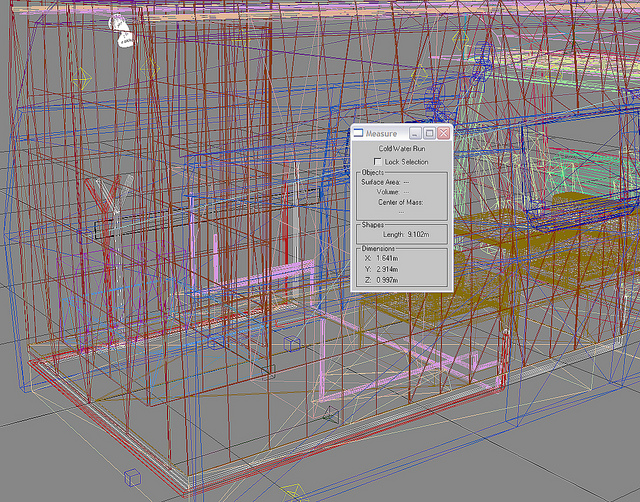 Measure
Cold Water Run
Lock Selection
Objects
Surface Area: ---
Volume: ---
Center of Mass:
---
Shapes
Length: 9.102m
Dimensions
X: 1.641m
Y: 2.914m
Z: 0.997m